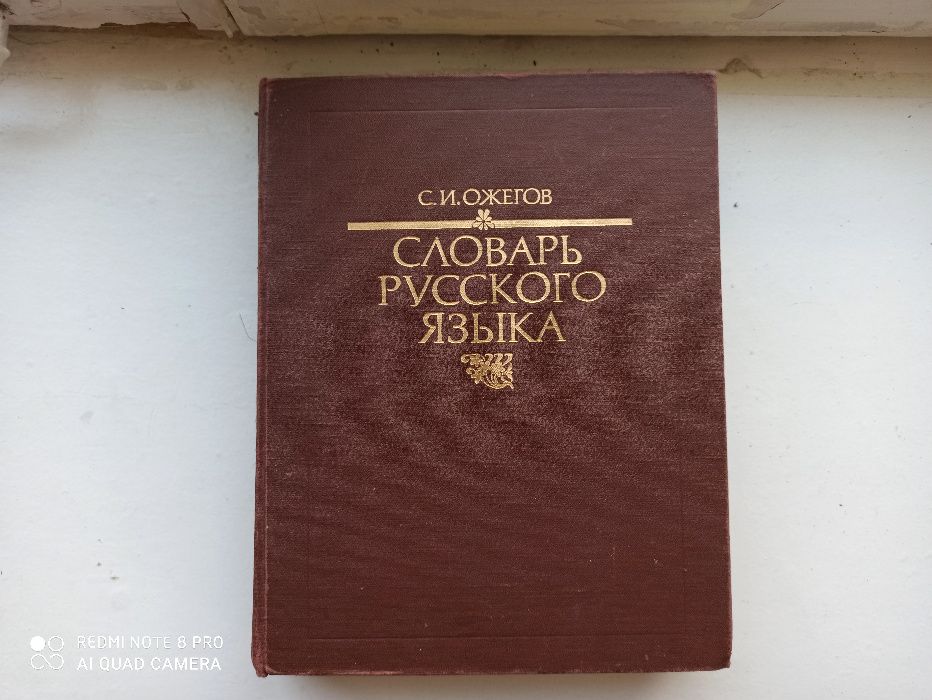 С. И. ОЖЕГОВ
СЛОВАРЬ
РУССКОГО
ЯЗЫКА
REDMI NOTE 8 PRO
AI QUAD CAMERA